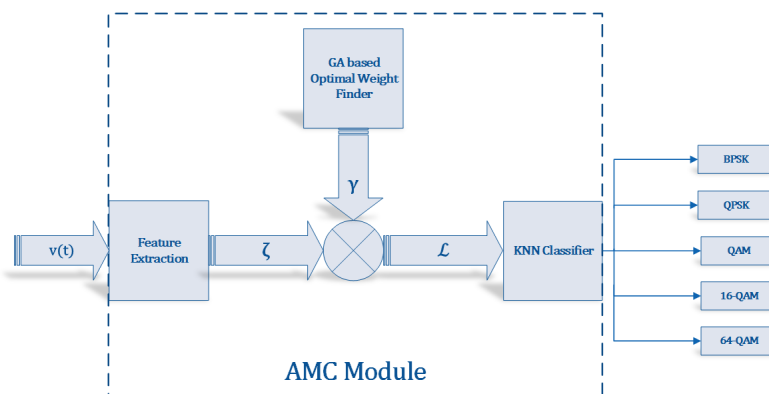 GA based
Optimal Weight
Finder
γ
v(t)
Feature
Extraction
ζ
ℒ
KNN Classifier
BPSK
QPSK
QAM
16-QAM
64-QAM
AMC Module